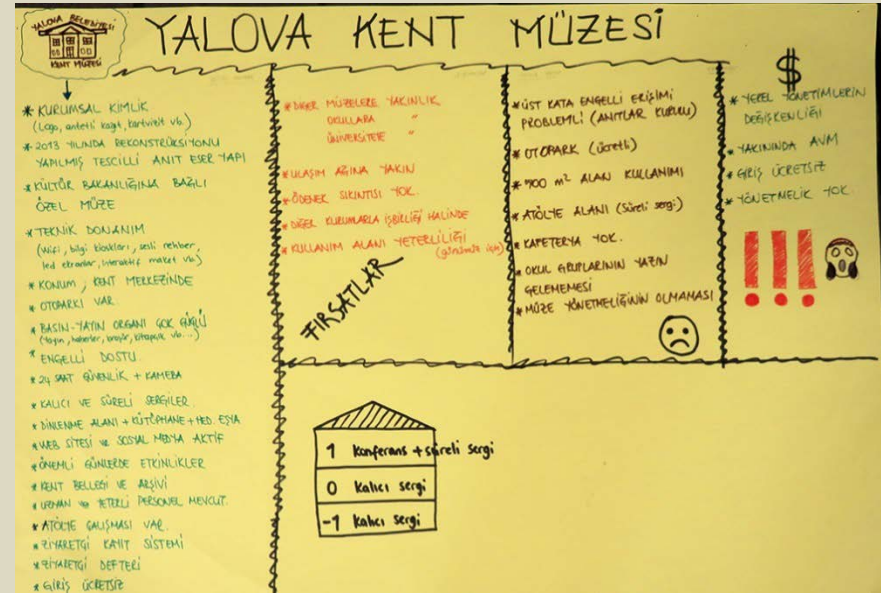 YALOVA BELEDİYESİ
KENT MÜZESİ
YALOVA KENT MÜZESİ
* KURUMSAL KİMLİK
(Logo, antetli kağıt, kartvizit vb.)
* 2013 YILINDA REKONSTRÜKSİYONU
YAPILMIŞ TESCİLLİ ANIT ESER YAPI
* KÜLTÜR BAKANLIĞINA BAĞLI
ÖZEL MÜZE
* TEKNİK DONANIM
(Wifi, bilgi kioskları, sesli rehber,
led ekranlar, interaktif maket vb.)
* KONUM, KENT MERKEZİNDE
* OTOPARKI VAR.
* BASIN-YAYIN ORGANI ÇOK GÜÇLÜ
(Yayın, haberler, broşür, kitapçık vb...)
* ENGELLİ DOSTU
* 24 SAAT GÜVENLİK + KAMERA
* KALICI VE SÜRELİ SERGİLER
* DİNLENME ALANI + KÜTÜPHANE + HED. EŞYA
* WEB SİTESİ ve SOSYAL MEDYA AKTİF
* ÖNEMLİ GÜNLERDE ETKİNLİKLER
* KENT BELLEĞİ VE ARŞİVİ
* UZMAN ve YETERLİ PERSONEL MEVCUT.
* ATÖLYE ÇALIŞMASI VAR.
* ZİYARETÇİ KAYIT SİSTEMİ
* ZİYARETÇİ DEFTERİ
* GİRİŞ ÜCRETSİZ
* DİĞER MÜZELERE YAKINLIK
OKULLARA "
ÜNİVERSİTEYE "
* ULAŞIM AĞINA YAKIN
* ÖDENEK SIKINTISI YOK.
* DİĞER KURUMLARLA İŞBİRLİĞİ HALİNDE
* KULLANIM ALANI YETERLİLİĞİ
(günümüz için)
FIRSATLAR
* ÜST KATA ENGELLİ ERİŞİMİ
PROBLEMLİ (ANITLAR KURULU)
* OTOPARK (ücretli)
* 700 m² ALAN KULLANIMI
* ATÖLYE ALANI (Süreli sergi)
* KAFETERYA YOK.
* OKUL GRUPLARININ YAZIN
GELEMEMESİ
* MÜZE YÖNETMELİĞİNİN OLMAMASI
$
* YEREL YÖNETİMLERİN
DEĞİŞKENLİĞİ
* YAKININDA AVM
* GİRİŞ ÜCRETSİZ
* YÖNETMELİK YOK
!!!
1 Konferans + süreli sergi
0 Kalıcı sergi
-1 Kalıcı sergi